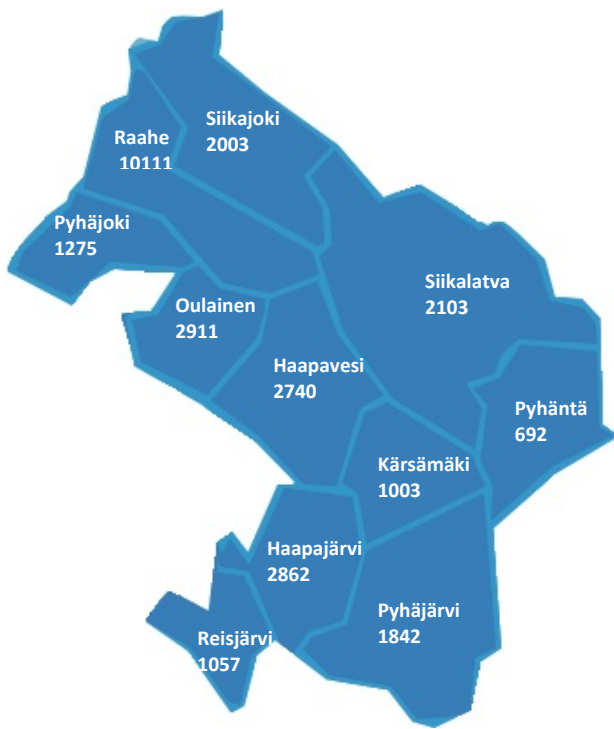 Siikajoki
2003
Raahe
10111
Pyhäjoki
1275
Siikalatva
2103
Oulainen
2911
Haapavesi
2740
Pyhäntä
692
Kärsämäki
1003
Haapajärvi
2862
Pyhäjärvi
1842
Reisjärvi
1057